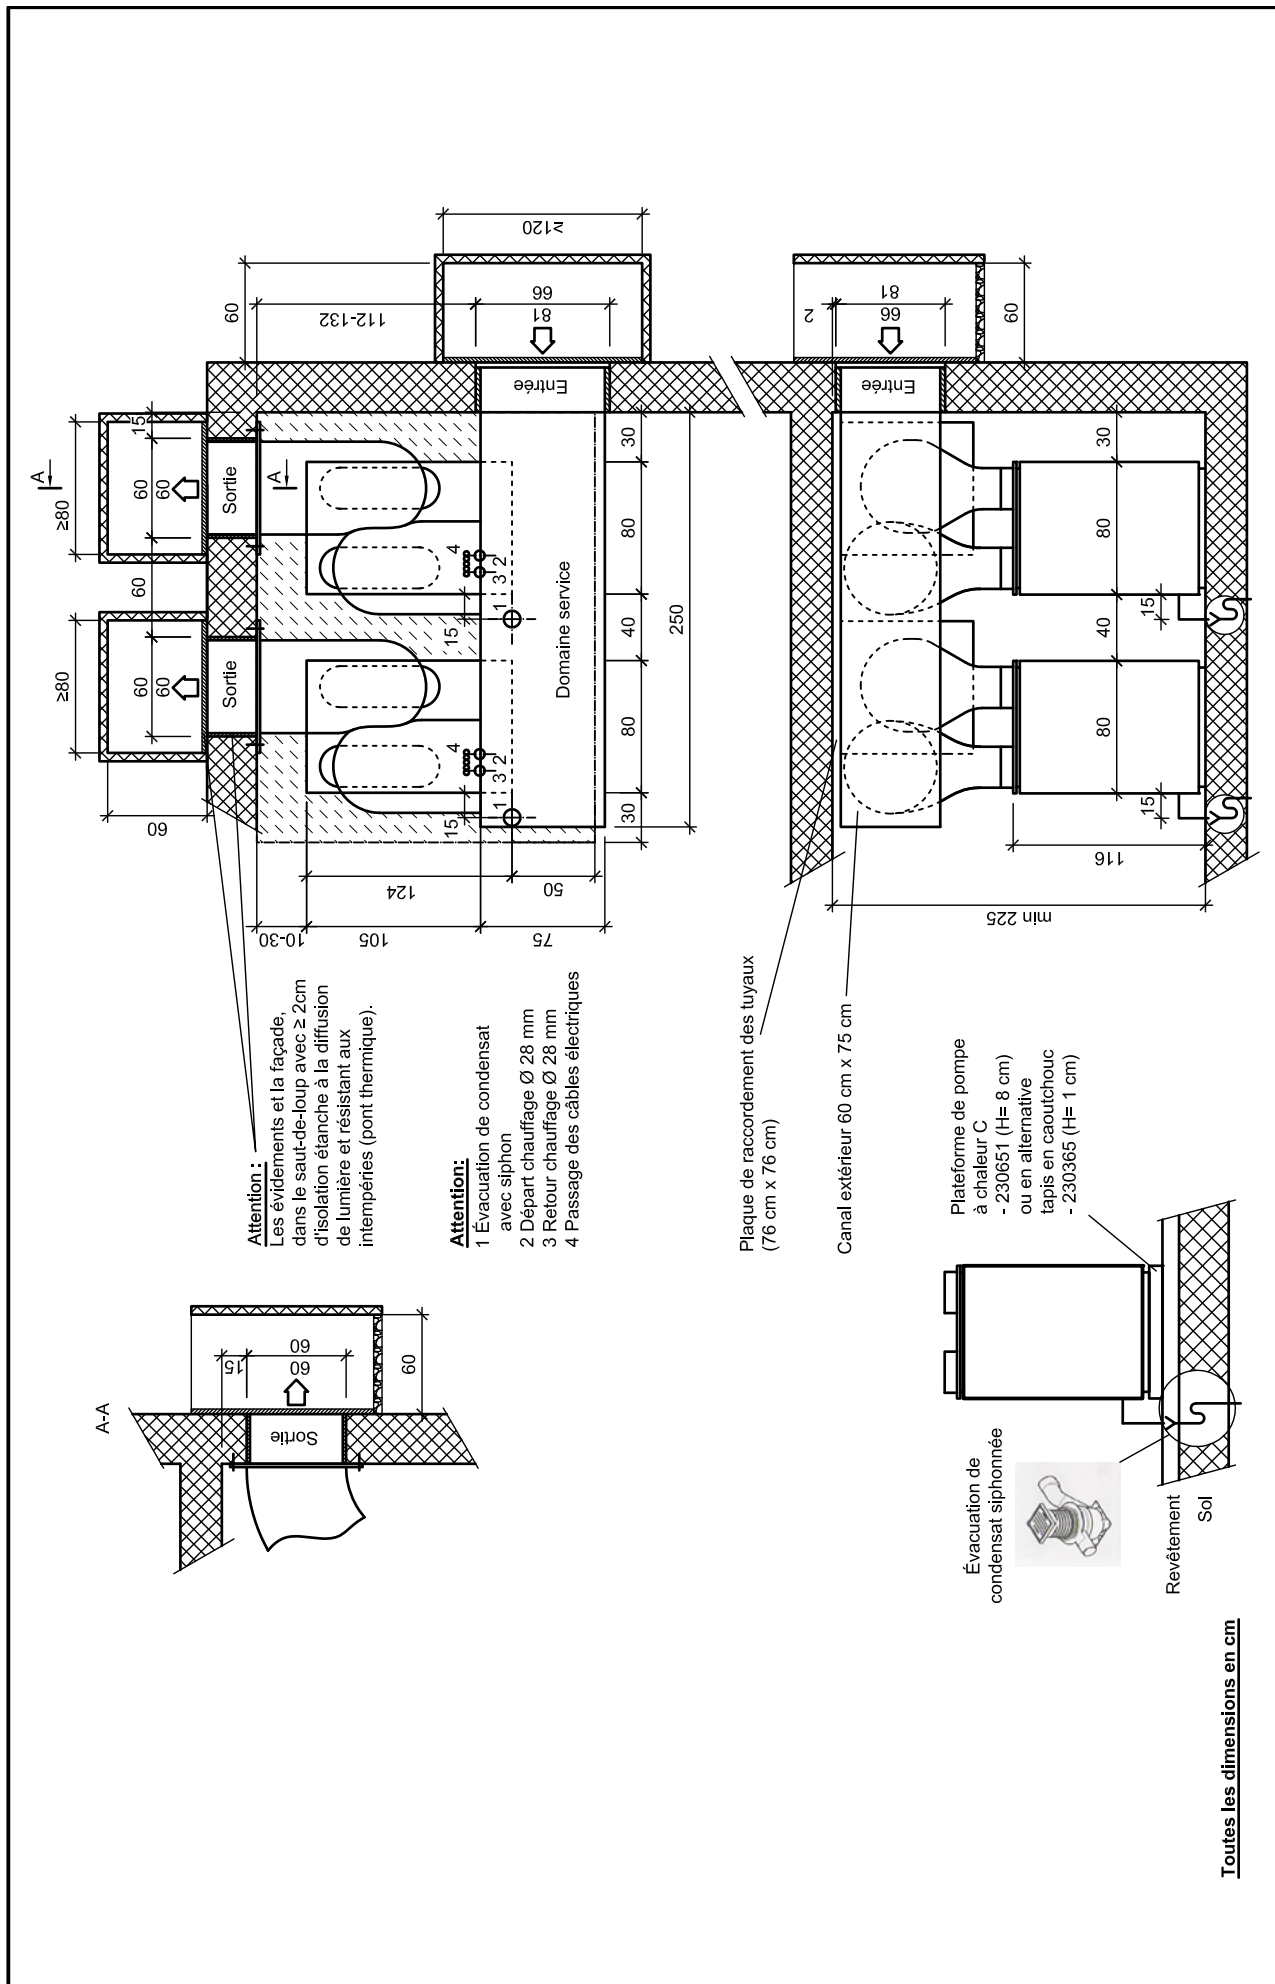 A-A
Sortie
15
60
60
60
Attention :
Les évidements et la façade,
dans le saut-de-loup avec ≥ 2cm
d'isolation étanche à la diffusion
de lumière et résistant aux
intempéries (pont thermique).
Attention:
1 Évacuation de condensat
avec siphon
2 Départ chauffage Ø 28 mm
3 Retour chauffage Ø 28 mm
4 Passage des câbles électriques
≥80
60
≥80
A
60
60
60
60
60
15
Sortie
Sortie
A
60
10-30
105
75
124
50
15
1
3 2
4
15
1
3 2
4
Domaine service
30
80
40
80
30
250
Entrée
81
66
112-132
60
≥120
Plaque de raccordement des tuyaux
(76 cm x 76 cm)
Canal extérieur 60 cm x 75 cm
min 225
116
15
80
40
15
80
30
Entrée
2
66
81
60
Évacuation de
condensat siphonnée
Revêtement
Sol
Plateforme de pompe
à chaleur C
- 230651 (H= 8 cm)
ou en alternative
tapis en caoutchouc
- 230365 (H= 1 cm)
Toutes les dimensions en cm